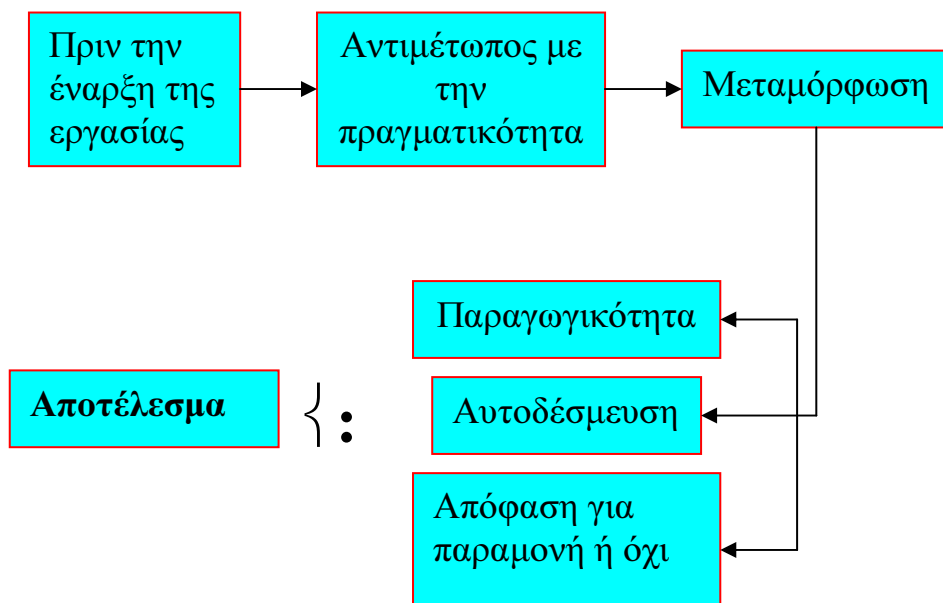 Πριν την
έναρξη της
εργασίας
Αντιμέτωπος με
την
πραγματικότητα
Μεταμόρφωση
Παραγωγικότητα
Αποτέλεσμα
{:
Αυτοδέσμευση
Απόφαση για
παραμονή ή όχι